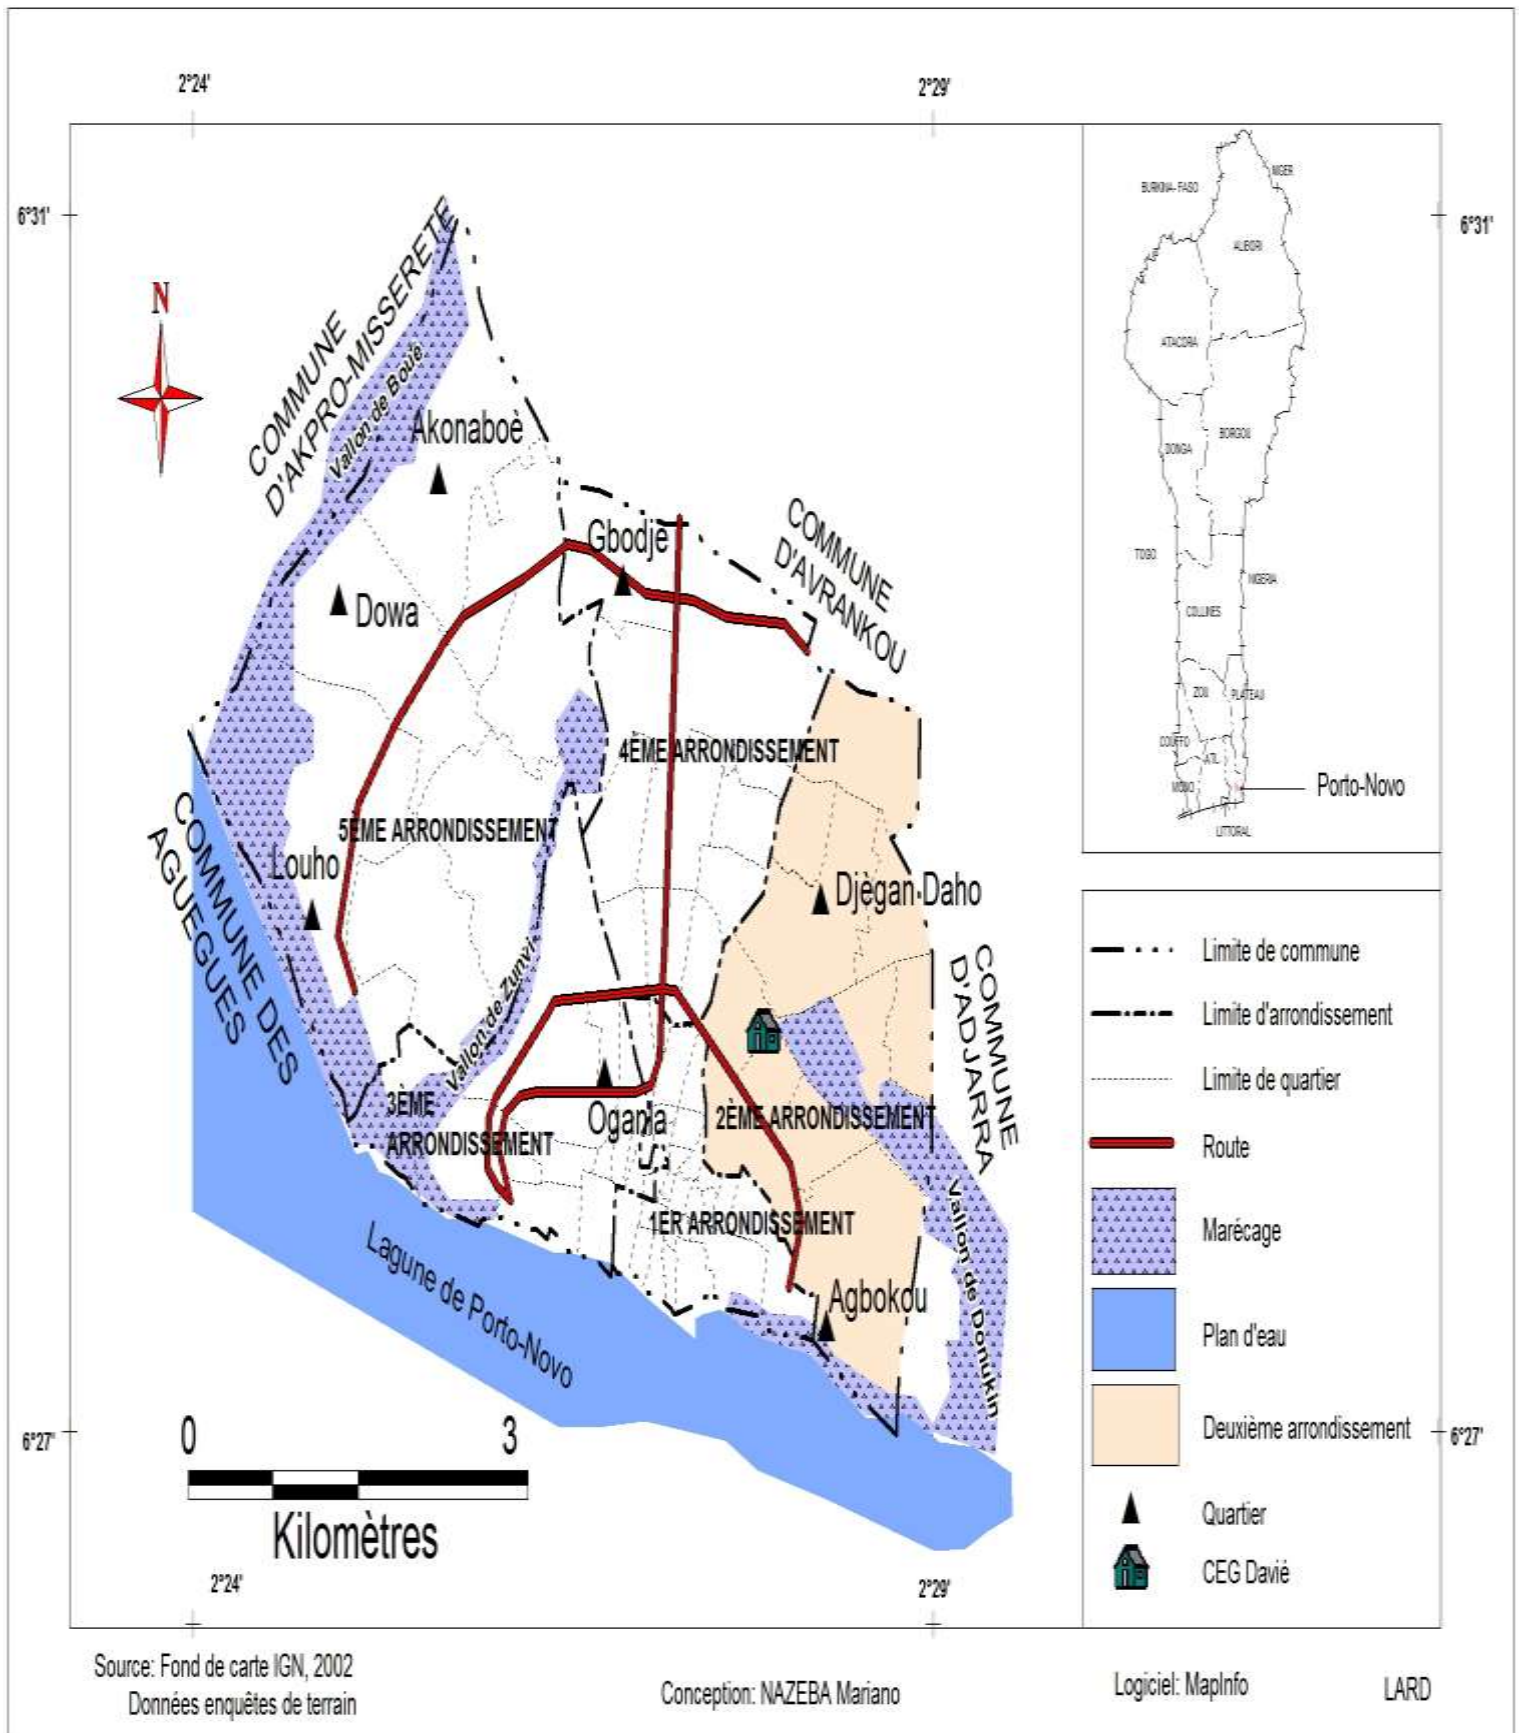 2°24'
2°29'
6°31'
6°31'
N
COMMUNE
D'AKPRO-MISSERETE
Vallon de Bouè
Akonaboè
Gbodjè
COMMUNE
D'AVRANKOU
Dowa
4EME ARRONDISSEMENT
5EME ARRONDISSEMENT
Louho
COMMUNE DES
AGUEGUES
Djègan-Daho
Vallon de Zunvi
COMMUNE
D'ADJARRA
3ÈME
ARRONDISSEMENT
Oganla
2ÈME ARRONDISSEMENT
1ER ARRONDISSEMENT
Vallon de Donukin
Agbokou
Lagune de Porto-Novo
6°27'
6°27'
0
3
Kilomètres
2°24'
2°29'
BURKINA- FASO
NIGER
ALIBORI
ATACORA
BORGOU
DONGA
TOGO
NIGERIA
COLLINES
ZOU
PLATEAU
COUFFO
ATL
MONO
LITTORAL
Porto-Novo
Limite de commune
Limite d'arrondissement
Limite de quartier
Route
Marécage
Plan d'eau
Deuxième arrondissement
Quartier
CEG Davié
Source: Fond de carte IGN, 2002
Données enquêtes de terrain
Conception: NAZEBA Mariano
Logiciel: MapInfo
LARD